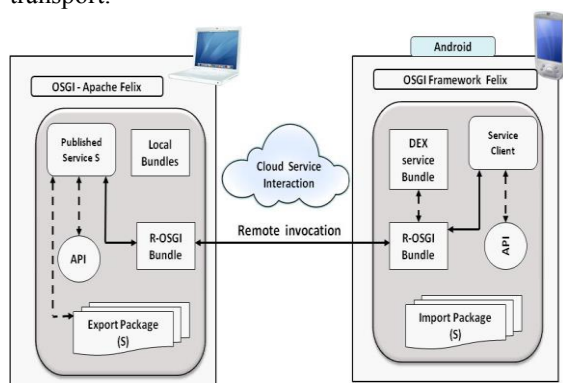 transport.
Android
OSGI - Apache Felix
OSGI Framework Felix
Published
Service S
Local
Bundles
API
R-OSGI
Bundle
Export Package
(S)
Cloud Service
Interaction
Remote invocation
DEX
service
Bundle
Service
Client
R-OSGI
Bundle
API
Import Package
(S)